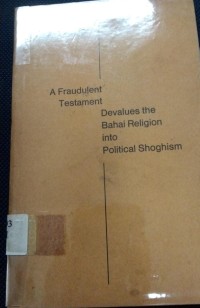 A Fraudulent
Testament
Devalues the
Bahai Religion
into
Political Shoghism